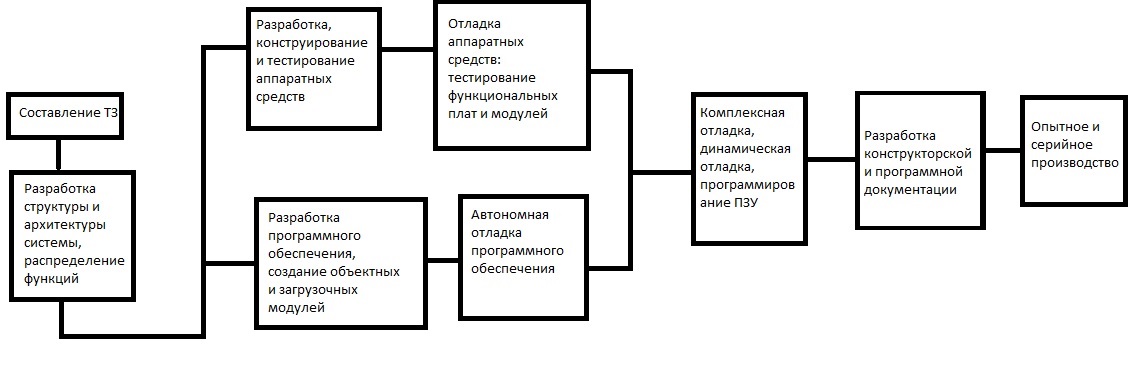 Составление ТЗ
Разработка
структуры и
архитектуры
системы,
распределение
функций
Разработка,
конструирование
и тестирование
аппаратных
средств
Отладка
аппаратных
средств:
тестирование
функциональных
плат и модулей
Разработка
программного
обеспечения,
создание объектных
и загрузочных
модулей
Автономная
отладка
программного
обеспечения
Комплексная
отладка,
динамическая
отладка,
программиров
ание ПЗУ
Разработка
конструкторской
и программной
документации
Опытное и
серийное
производство